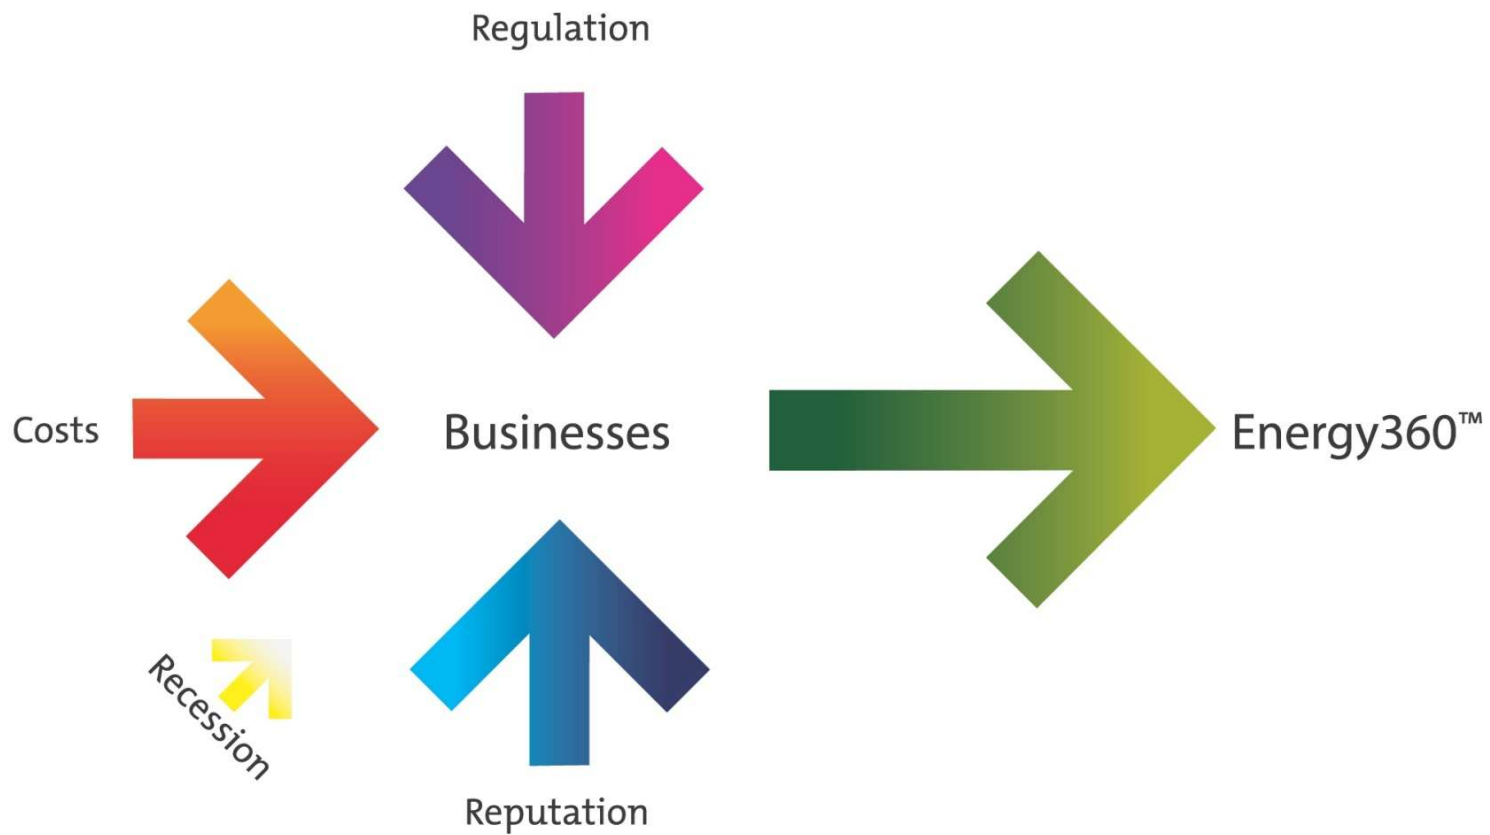 Regulation
Costs
Businesses
Energy360™
Recession
Reputation